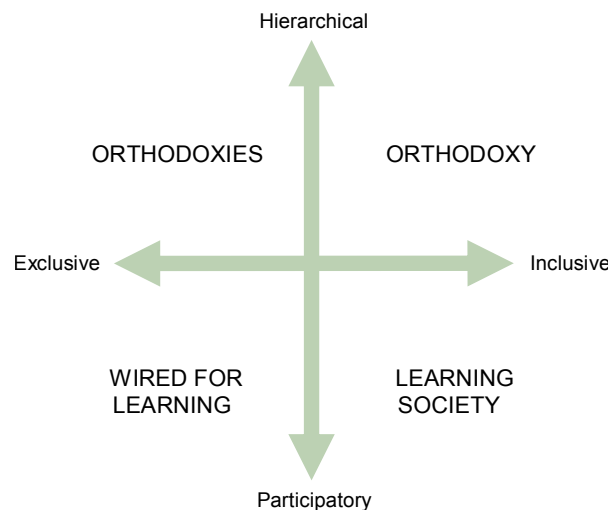 Hierarchical
ORTHODOXIES
ORTHODOXY
Exclusive
Inclusive
WIRED FOR
LEARNING
LEARNING
SOCIETY
Participatory